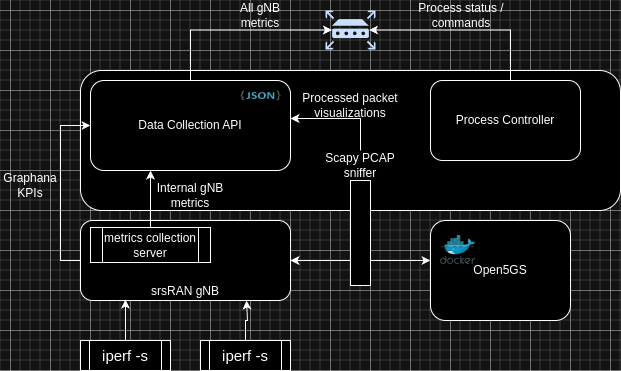 All gNB
metrics
Process status /
commands
{JSON}
Data Collection API
Processed packet
visualizations
Process Controller
Scapy PCAP
sniffer
Graphana
KPIs
Internal gNB
metrics
metrics collection
server
srsRAN gNB
docker
Open5GS
iperf -s
iperf -s